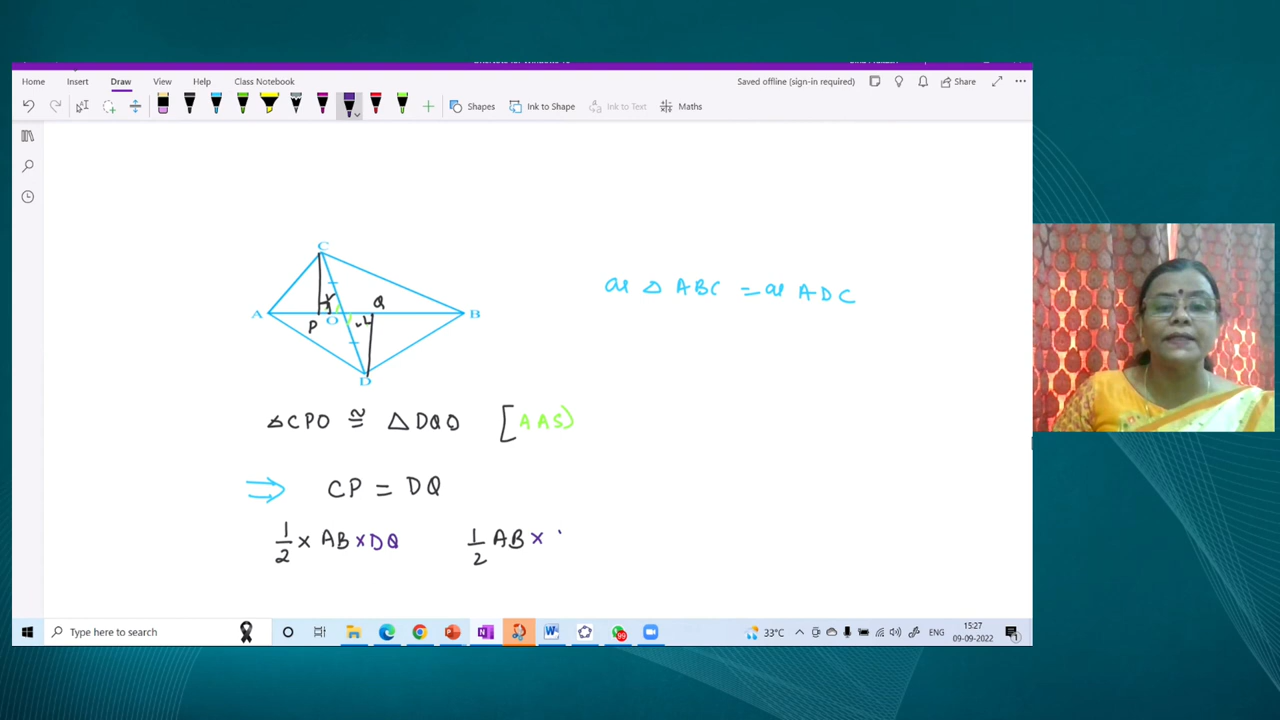 Home Insert Draw View Help Class Notebook
Saved offline (sign-in required)
Share
Shapes
Ink to Shape
Ink to Text
Maths
C
A
P
O
Q
B
D
ar △ ABC = ar ADC
△CPO ≅ △DQO [AAS)
⇒ CP = DQ
1/2 × AB × DQ 1/2 AB ×
Type here to search
99
33°C
ENG
15:27
09-09-2022
1